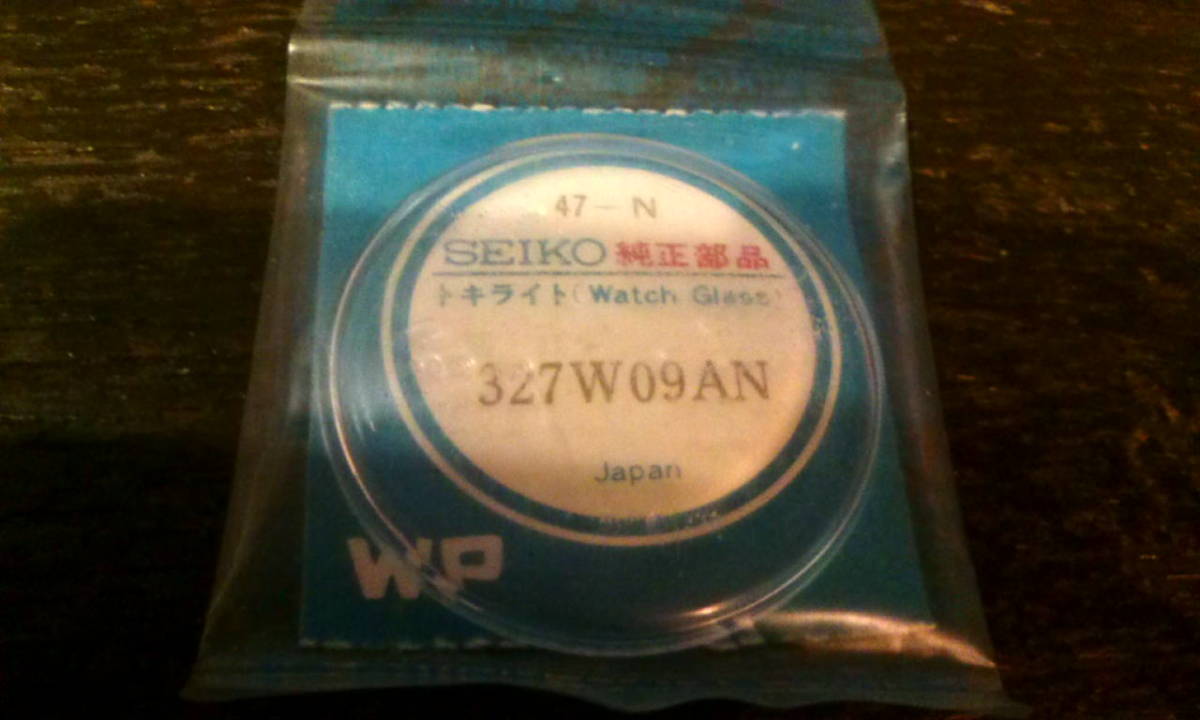 47-N
SEIKO 純正部品
トキライト(Watch Glass)
327W09AN
Japan
WP